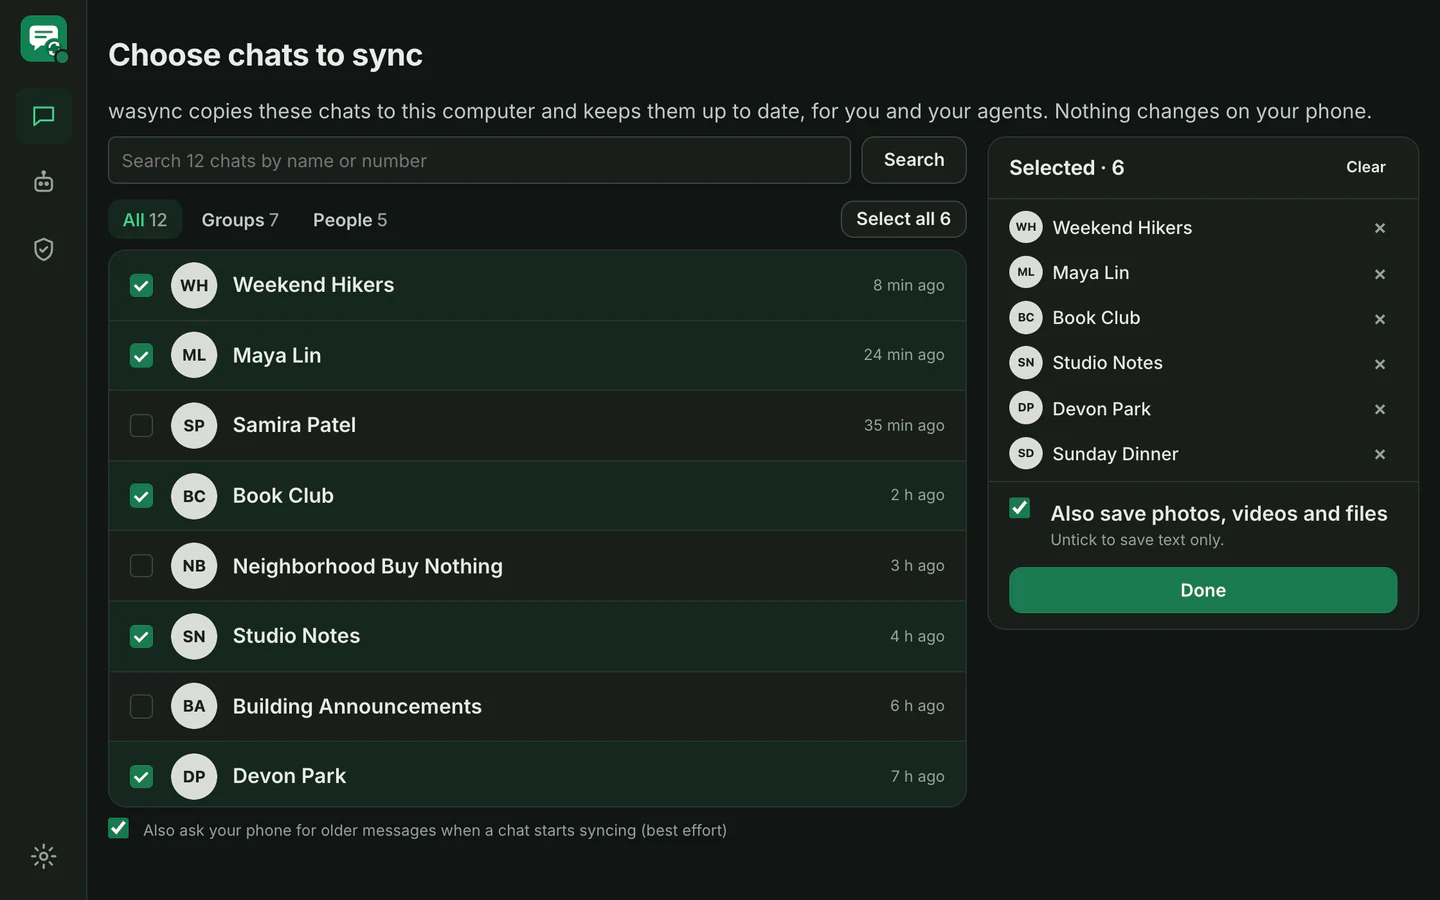 Choose chats to sync
wasync copies these chats to this computer and keeps them up to date, for you and your agents. Nothing changes on your phone.
Search 12 chats by name or number
Search
All 12
Groups 7
People 5
Select all 6
WH Weekend Hikers 8 min ago
ML Maya Lin 24 min ago
SP Samira Patel 35 min ago
BC Book Club 2 h ago
NB Neighborhood Buy Nothing 3 h ago
SN Studio Notes 4 h ago
BA Building Announcements 6 h ago
DP Devon Park 7 h ago
Also ask your phone for older messages when a chat starts syncing (best effort)
Selected · 6
Clear
WH Weekend Hikers ×
ML Maya Lin ×
BC Book Club ×
SN Studio Notes ×
DP Devon Park ×
SD Sunday Dinner ×
Also save photos, videos and files
Untick to save text only.
Done